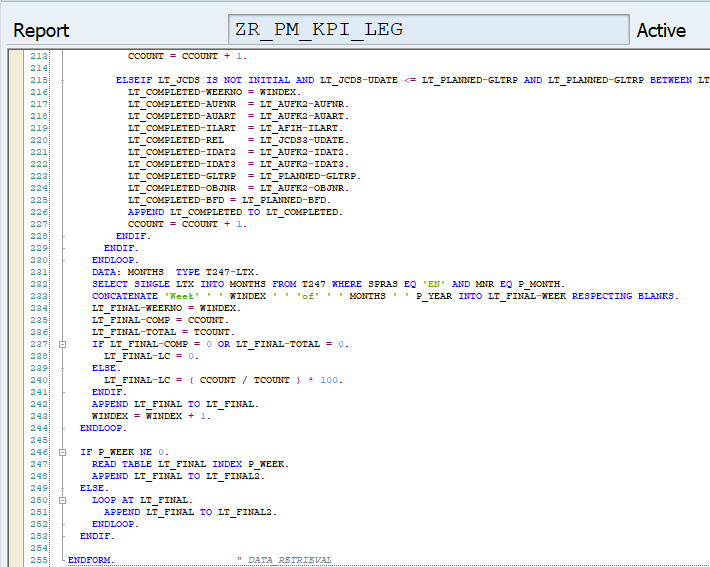 Report ZR_PM_KPI_LEG Active
213 CCOUNT = CCOUNT + 1.
214
215 ELSEIF LT_JCDS IS NOT INITIAL AND LT_JCDS-UDATE <= LT_PLANNED-GLTRP AND LT_PLANNED-GLTRP BETWEEN LT
216 LT_COMPLETED-WEEKNO = WINDEX.
217 LT_COMPLETED-AUFNR = LT_AUFK2-AUFNR.
218 LT_COMPLETED-AUART = LT_AUFK2-AUART.
219 LT_COMPLETED-ILART = LT_AFIH-ILART.
220 LT_COMPLETED-REL = LT_JCDS3-UDATE.
221 LT_COMPLETED-IDAT2 = LT_AUFK2-IDAT2.
222 LT_COMPLETED-IDAT3 = LT_AUFK2-IDAT3.
223 LT_COMPLETED-GLTRP = LT_PLANNED-GLTRP.
224 LT_COMPLETED-OBJNR = LT_AUFK2-OBJNR.
225 LT_COMPLETED-BFD = LT_PLANNED-BFD.
226 APPEND LT_COMPLETED TO LT_COMPLETED.
227 CCOUNT = CCOUNT + 1.
228 ENDIF.
229 ENDIF.
230 ENDLOOP.
231 DATA: MONTHS TYPE T247-LTX.
232 SELECT SINGLE LTX INTO MONTHS FROM T247 WHERE SPRAS EQ 'EN' AND MNR EQ P_MONTH.
233 CONCATENATE 'Week' ' ' WINDEX ' ' 'of' ' ' MONTHS ' ' P_YEAR INTO LT_FINAL-WEEK RESPECTING BLANKS.
234 LT_FINAL-WEEKNO = WINDEX.
235 LT_FINAL-COMP = CCOUNT.
236 LT_FINAL-TOTAL = TCOUNT.
237 IF LT_FINAL-COMP = 0 OR LT_FINAL-TOTAL = 0.
238 LT_FINAL-LC = 0.
239 ELSE.
240 LT_FINAL-LC = ( CCOUNT / TCOUNT ) * 100.
241 ENDIF.
242 APPEND LT_FINAL TO LT_FINAL.
243 WINDEX = WINDEX + 1.
244 ENDLOOP.
245
246 IF P_WEEK NE 0.
247 READ TABLE LT_FINAL INDEX P_WEEK.
248 APPEND LT_FINAL TO LT_FINAL2.
249 ELSE.
250 LOOP AT LT_FINAL.
251 APPEND LT_FINAL TO LT_FINAL2.
252 ENDLOOP.
253 ENDIF.
254
255 ENDFORM. " DATA_RETRIEVAL